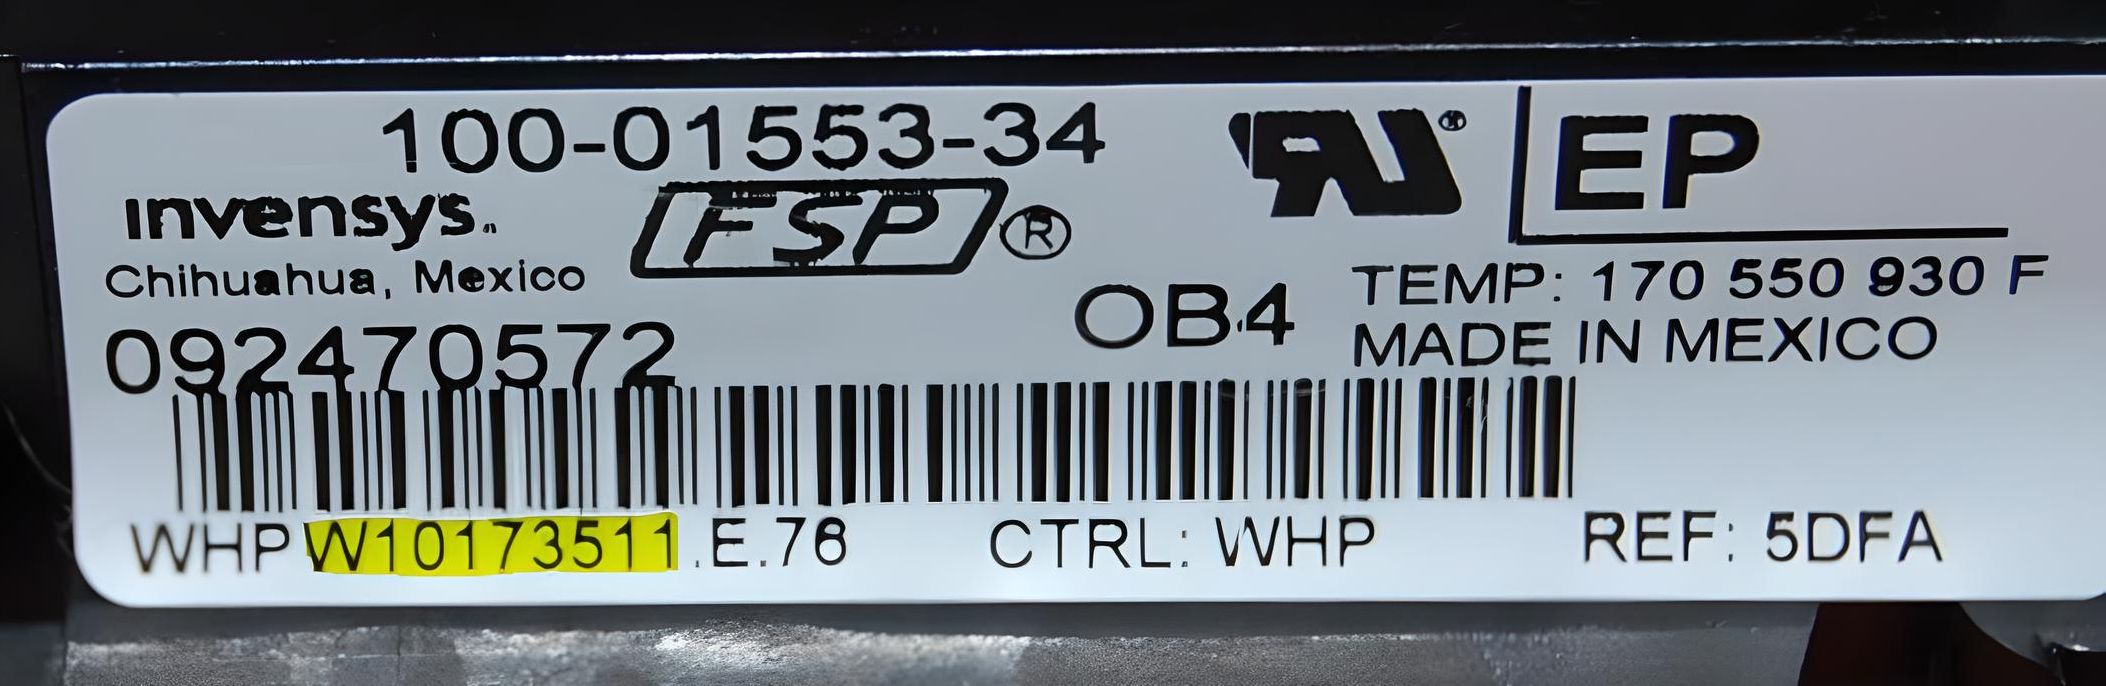 100-01553-34
invensys
FSP®
EP
Chihuahua, Mexico
TEMP: 170 550 930 F
092470572
OB4
MADE IN MEXICO
WHP W10173511.E.78
CTRL: WHP
REF: 5DFA